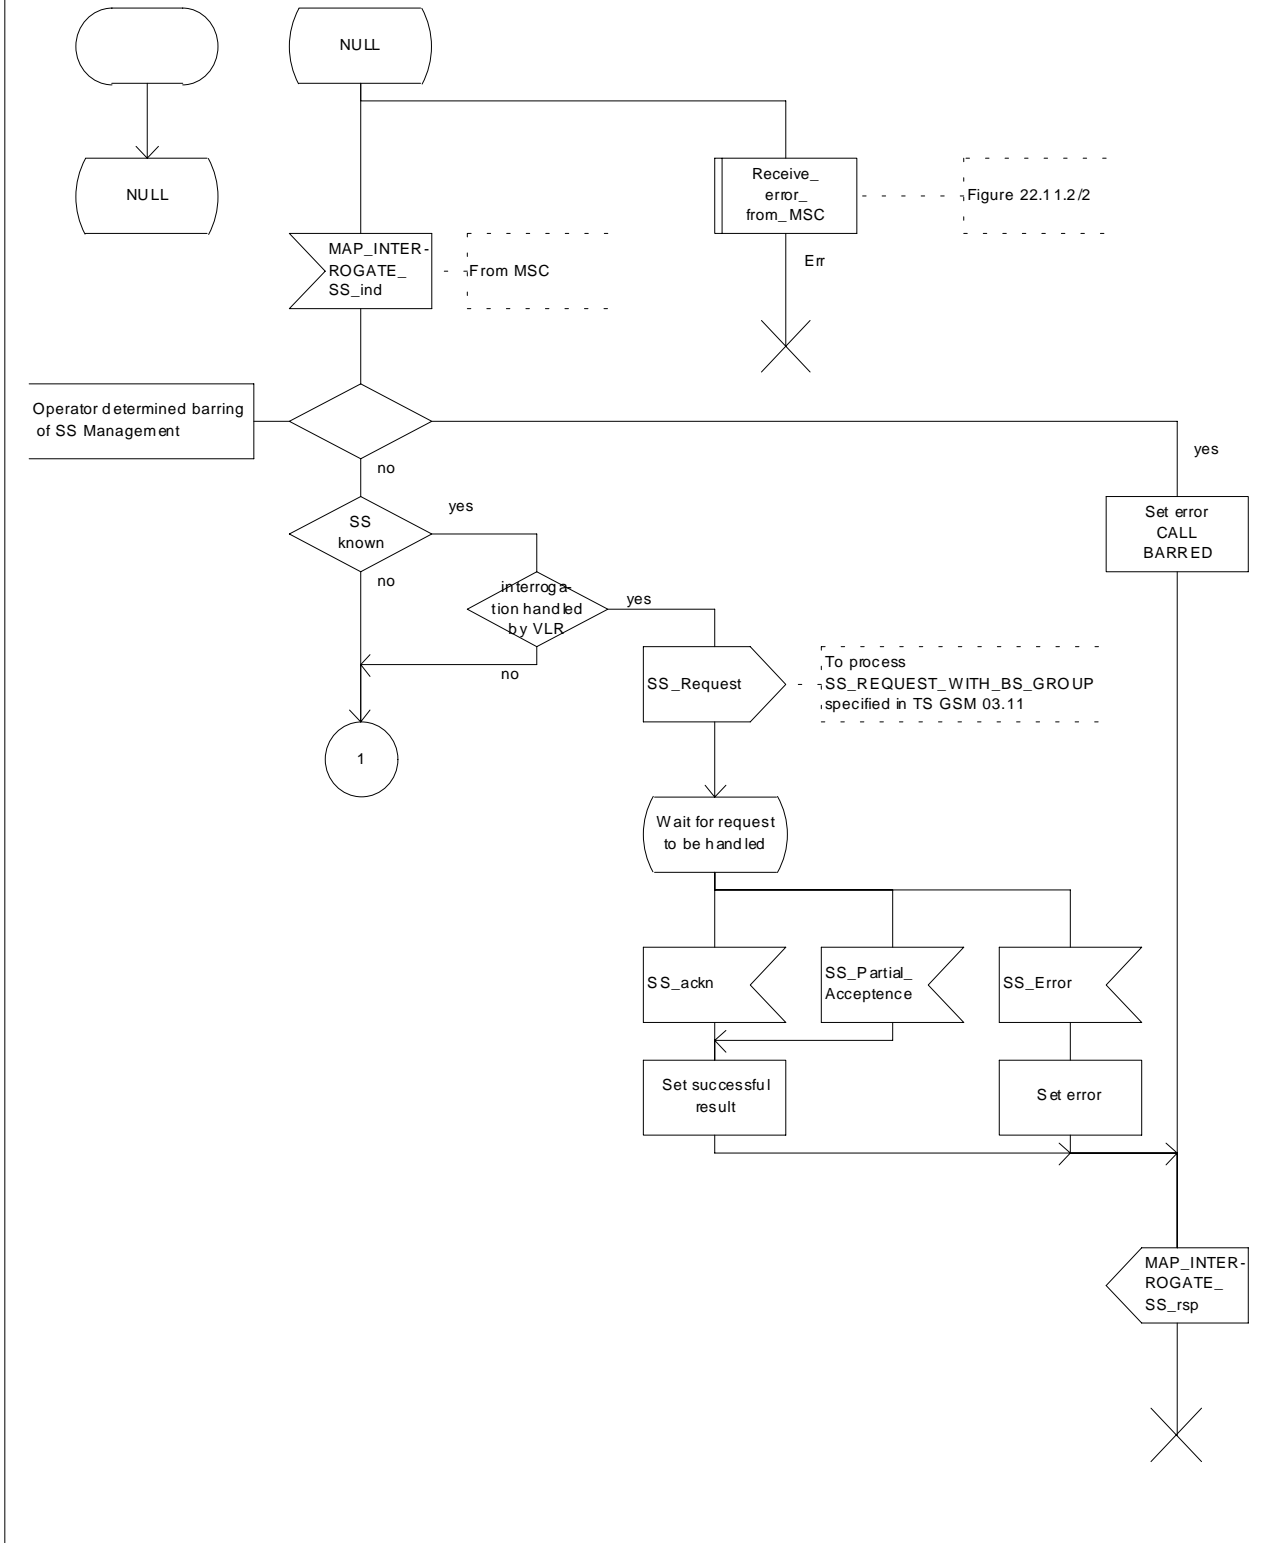 NULL
NULL
Receive_
error_
from_MSC
Figure 22.11.2/2
MAP_INTER-
ROGATE_
SS_ind
From MSC
Err
Operator determined barring
of SS Management
yes
no
SS
known
yes
Set error
CALL
BARRED
no
interroga-
tion handled
by VLR
yes
no
SS_Request
To process
SS_REQUEST_WITH_BS_GROUP
specified in TS GSM 03.11
1
Wait for request
to be handled
SS_ackn
SS_Partial_
Acceptence
SS_Error
Set successful
result
Set error
MAP_INTER-
ROGATE_
SS_rsp